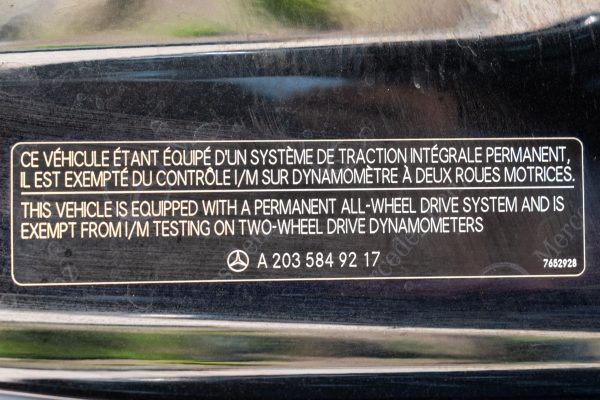 CE VÉHICULE ÉTANT ÉQUIPÉ D'UN SYSTÈME DE TRACTION INTÉGRALE PERMANENT,
IL EST EXEMPTÉ DU CONTRÔLE I/M SUR DYNAMOMÈTRE À DEUX ROUES MOTRICES.
THIS VEHICLE IS EQUIPPED WITH A PERMANENT ALL-WHEEL DRIVE SYSTEM AND IS
EXEMPT FROM I/M TESTING ON TWO-WHEEL DRIVE DYNAMOMETERS
A 203 584 92 17
7652928